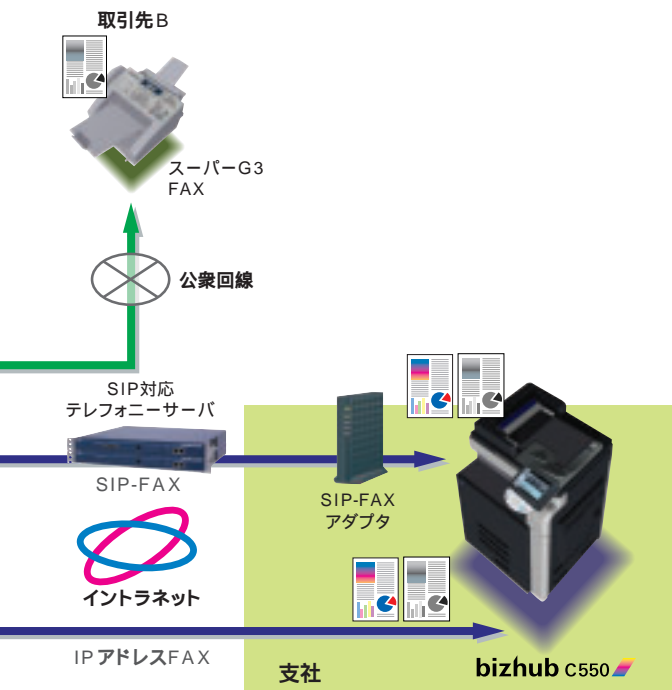 取引先B
スーパーG3
FAX
公衆回線
SIP対応
テレフォニーサーバ
SIP-FAX
SIP-FAX
アダプタ
イントラネット
IPアドレスFAX
支社
bizhub C550